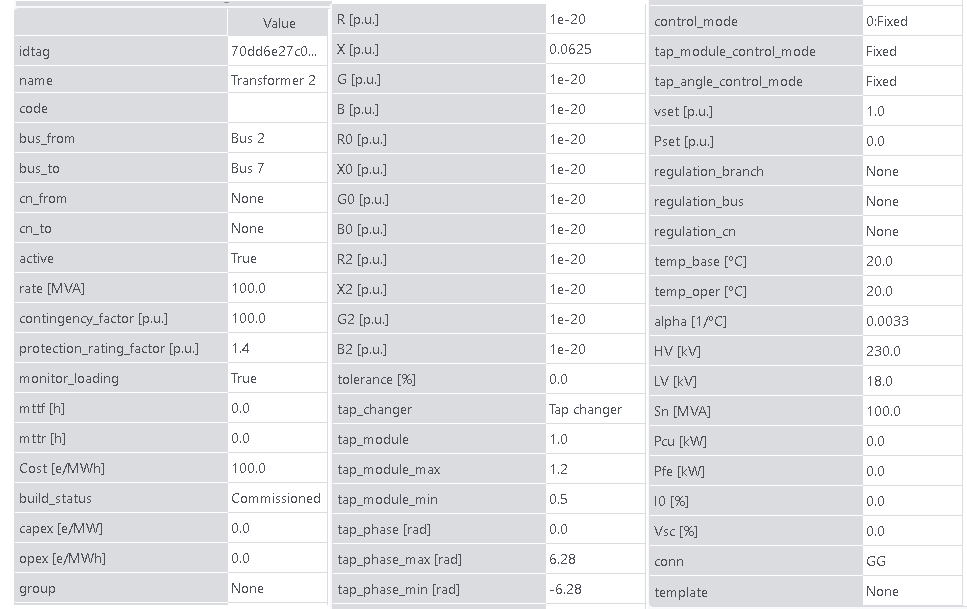 Value
idtag 70dd6e27c0...
name Transformer 2
code
bus_from Bus 2
bus_to Bus 7
cn_from None
cn_to None
active True
rate [MVA] 100.0
contingency_factor [p.u.] 100.0
protection_rating_factor [p.u.] 1.4
monitor_loading True
mttf [h] 0.0
mttr [h] 0.0
Cost [e/MWh] 100.0
build_status Commissioned
capex [e/MW] 0.0
opex [e/MWh] 0.0
group None
R [p.u.] 1e-20
X [p.u.] 0.0625
G [p.u.] 1e-20
B [p.u.] 1e-20
R0 [p.u.] 1e-20
X0 [p.u.] 1e-20
G0 [p.u.] 1e-20
B0 [p.u.] 1e-20
R2 [p.u.] 1e-20
X2 [p.u.] 1e-20
G2 [p.u.] 1e-20
B2 [p.u.] 1e-20
tolerance [%] 0.0
tap_changer Tap changer
tap_module 1.0
tap_module_max 1.2
tap_module_min 0.5
tap_phase [rad] 0.0
tap_phase_max [rad] 6.28
tap_phase_min [rad] -6.28
control_mode 0:Fixed
tap_module_control_mode Fixed
tap_angle_control_mode Fixed
vset [p.u.] 1.0
Pset [p.u.] 0.0
regulation_branch None
regulation_bus None
regulation_cn None
temp_base [ºC] 20.0
temp_oper [ºC] 20.0
alpha [1/ºC] 0.0033
HV [kV] 230.0
LV [kV] 18.0
Sn [MVA] 100.0
Pcu [kW] 0.0
Pfe [kW] 0.0
I0 [%] 0.0
Vsc [%] 0.0
conn GG
template None